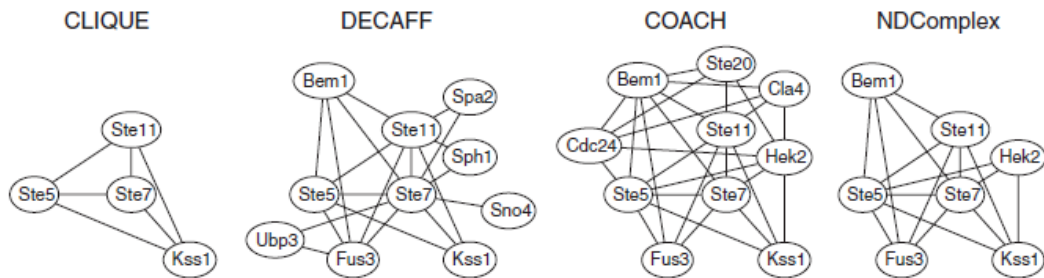 CLIQUE DECAFF COACH NDComplex
Ste11
Ste5 Ste7
Kss1
Bem1
Spa2
Ste11
Sph1
Ste5 Ste7
Sno4
Ubp3
Fus3 Kss1
Ste20
Bem1
Cla4
Ste11
Cdc24
Hek2
Ste5 Ste7
Fus3 Kss1
Bem1
Ste11
Hek2
Ste5 Ste7
Fus3 Kss1